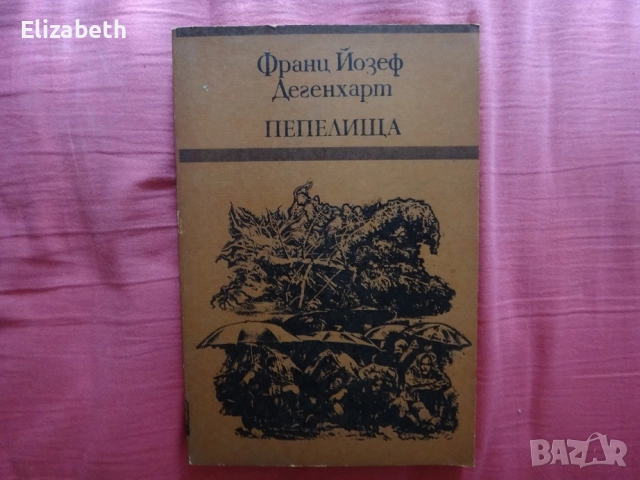 Elizabeth
Франц Йозеф
Дегенхарт
ПЕПЕЛИЩА
BAZAR